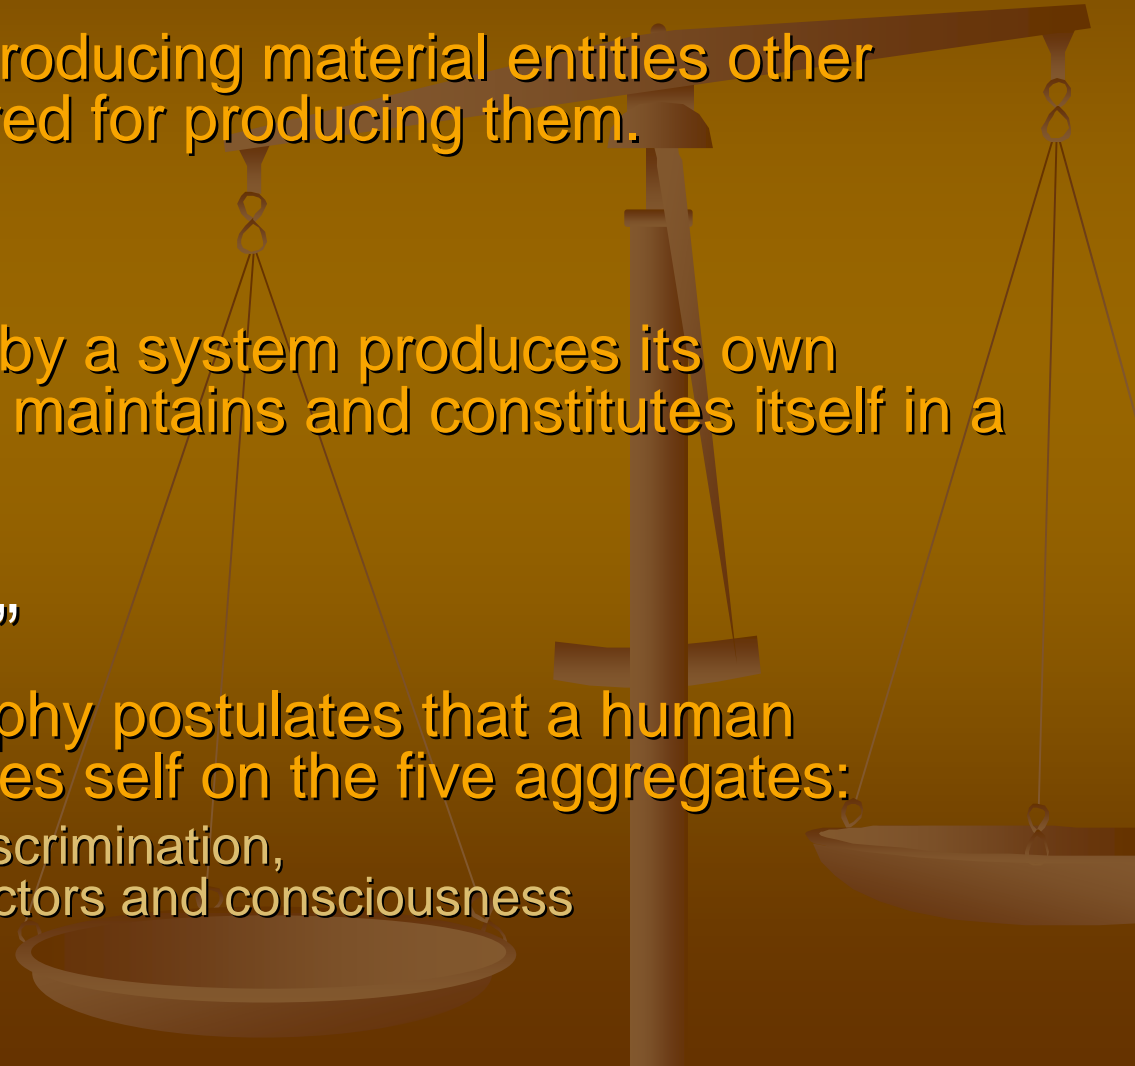 roducing material entities other
red for producing them.
by a system produces its own
maintains and constitutes itself in a
”
phy postulates that a human
es self on the five aggregates:
scrimination,
ctors and consciousness